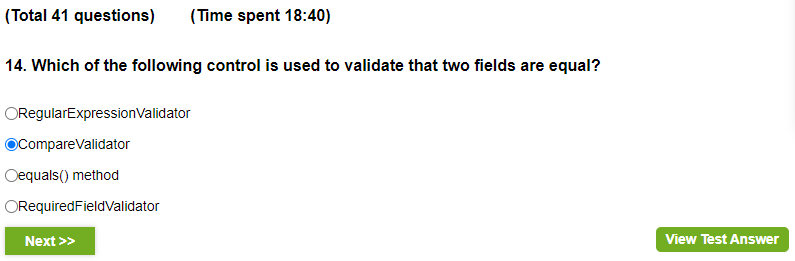 (Total 41 questions) (Time spent 18:40)
14. Which of the following control is used to validate that two fields are equal?
RegularExpressionValidator
CompareValidator
equals() method
RequiredFieldValidator
Next >> View Test Answer